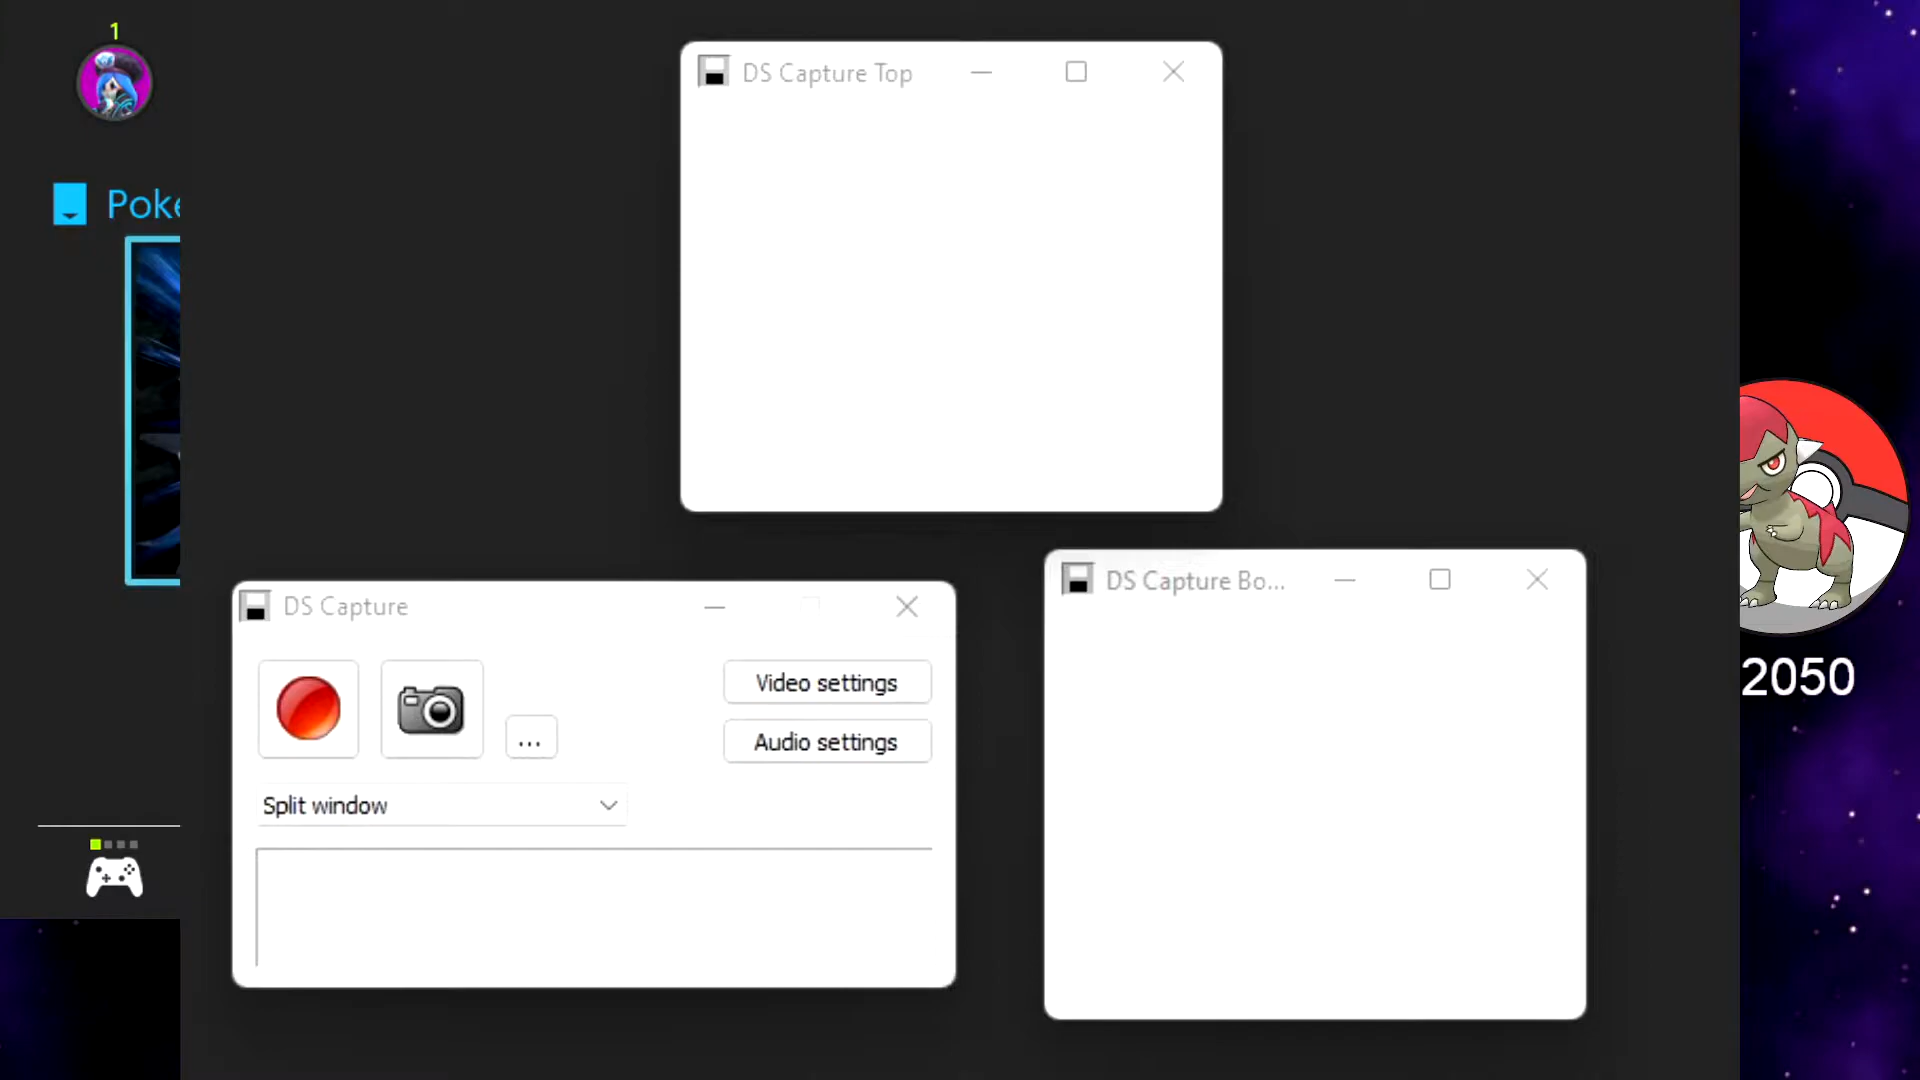 1
Poke
DS Capture Top
DS Capture
DS Capture Bo...
Video settings
...
Audio settings
Split window
2050